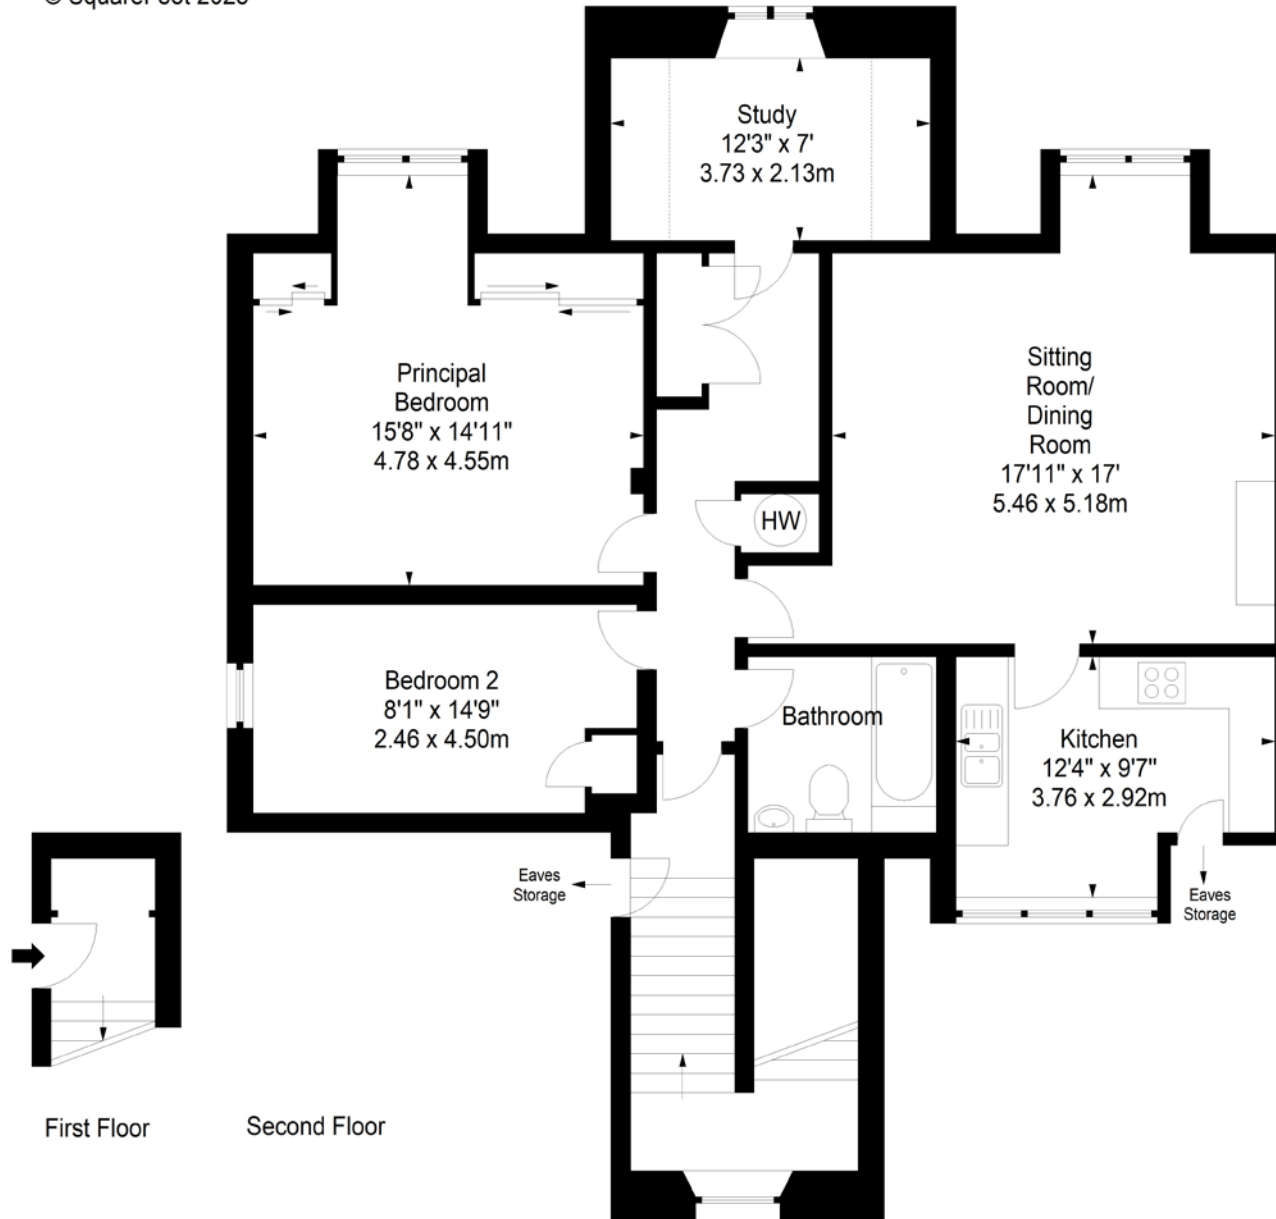 © SquareFoot 2023
Study
12'3" x 7'
3.73 x 2.13m
Principal
Bedroom
15'8" x 14'11"
4.78 x 4.55m
Sitting
Room/
Dining
Room
17'11" x 17'
5.46 x 5.18m
HW
Bedroom 2
8'1" x 14'9"
2.46 x 4.50m
Bathroom
Kitchen
12'4" x 9'7"
3.76 x 2.92m
Eaves
Storage
Eaves
Storage
First Floor
Second Floor